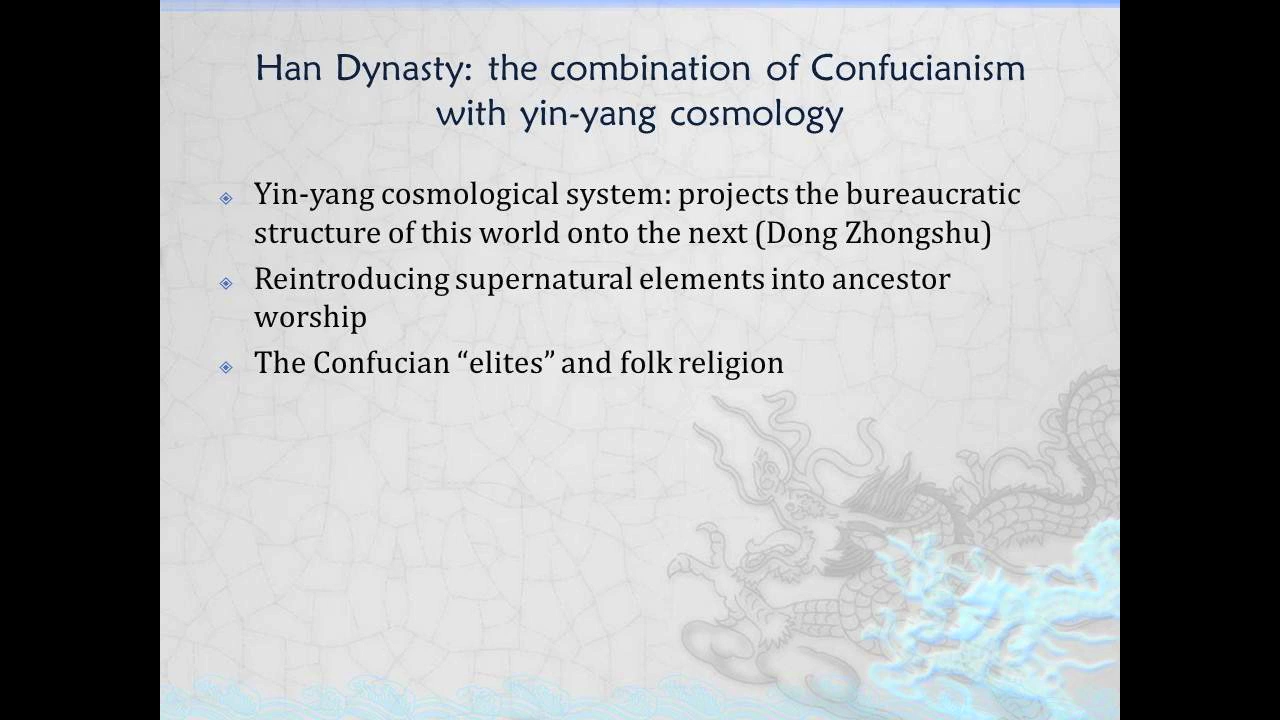 Han Dynasty: the combination of Confucianism
with yin-yang cosmology
Yin-yang cosmological system: projects the bureaucratic
structure of this world onto the next (Dong Zhongshu)
Reintroducing supernatural elements into ancestor
worship
The Confucian “elites” and folk religion